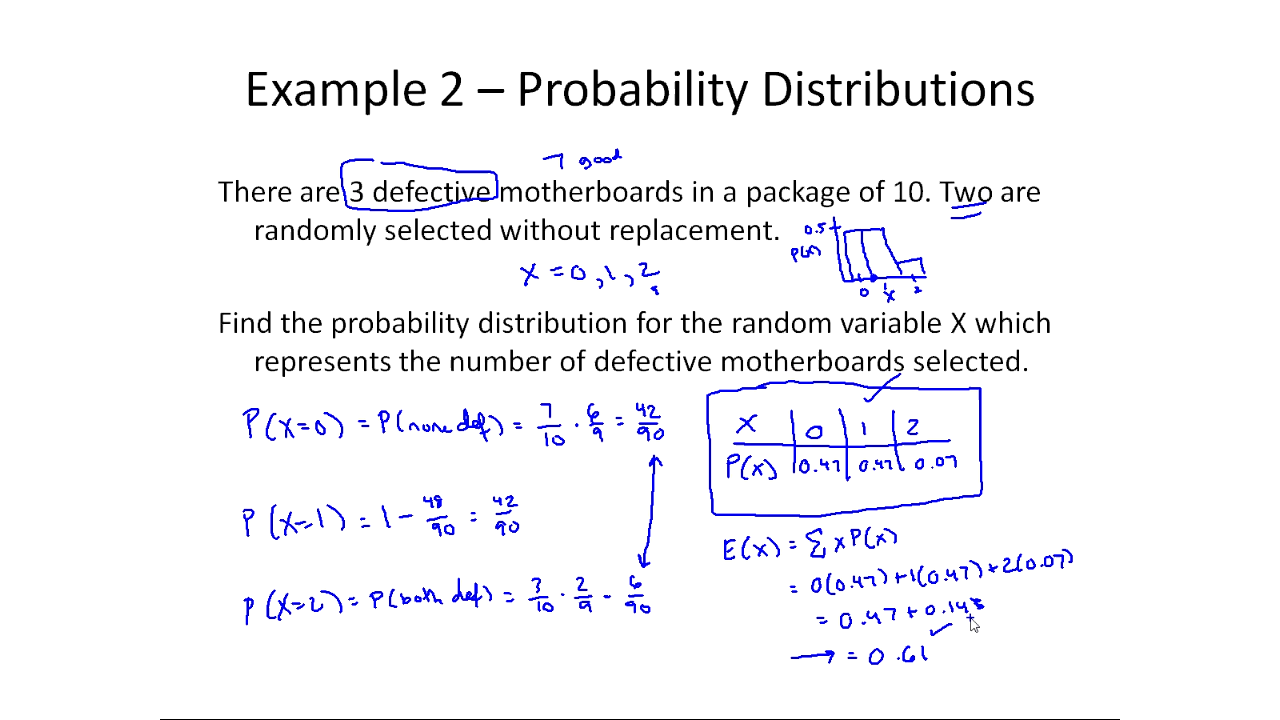 Example 2 – Probability Distributions
7 good
There are 3 defective motherboards in a package of 10. Two are
randomly selected without replacement.
0.5
P(x)
0 1 2
x
X = 0, 1, 2
Find the probability distribution for the random variable X which
represents the number of defective motherboards selected.
P(X=0) = P(none def) = 7/10 · 6/9 = 42/90
X 0 1 2
P(x) 0.47 0.47 0.07
P(X=1) = 1 - 48/90 = 42/90
E(x) = Σ x P(x)
= 0(0.47) + 1(0.47) + 2(0.07)
P(X=2) = P(both def) = 3/10 · 2/9 = 6/90
= 0.47 + 0.14
→ = 0.61